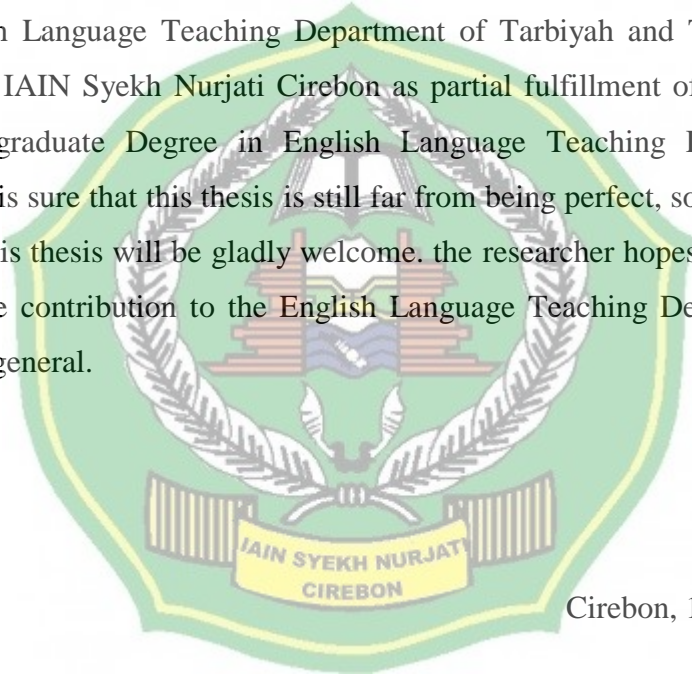 Language Teaching Department of Tarbiyah and
IAIN Syekh Nurjati Cirebon as partial fulfillment of
graduate Degree in English Language Teaching
is sure that this thesis is still far from being perfect, so
is thesis will be gladly welcome. the researcher hopes
contribution to the English Language Teaching
general.
IAIN SYEKH NURJATI
CIREBON
Cirebon,